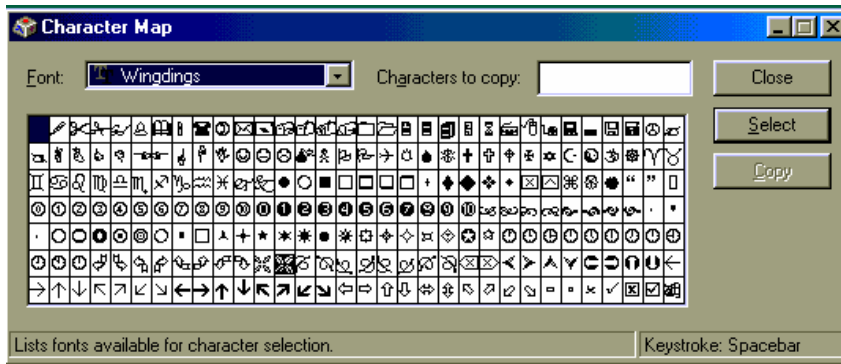 Character Map
Font: Wingdings Characters to copy: Close
Select
Copy
Lists fonts available for character selection. Keystroke: Spacebar